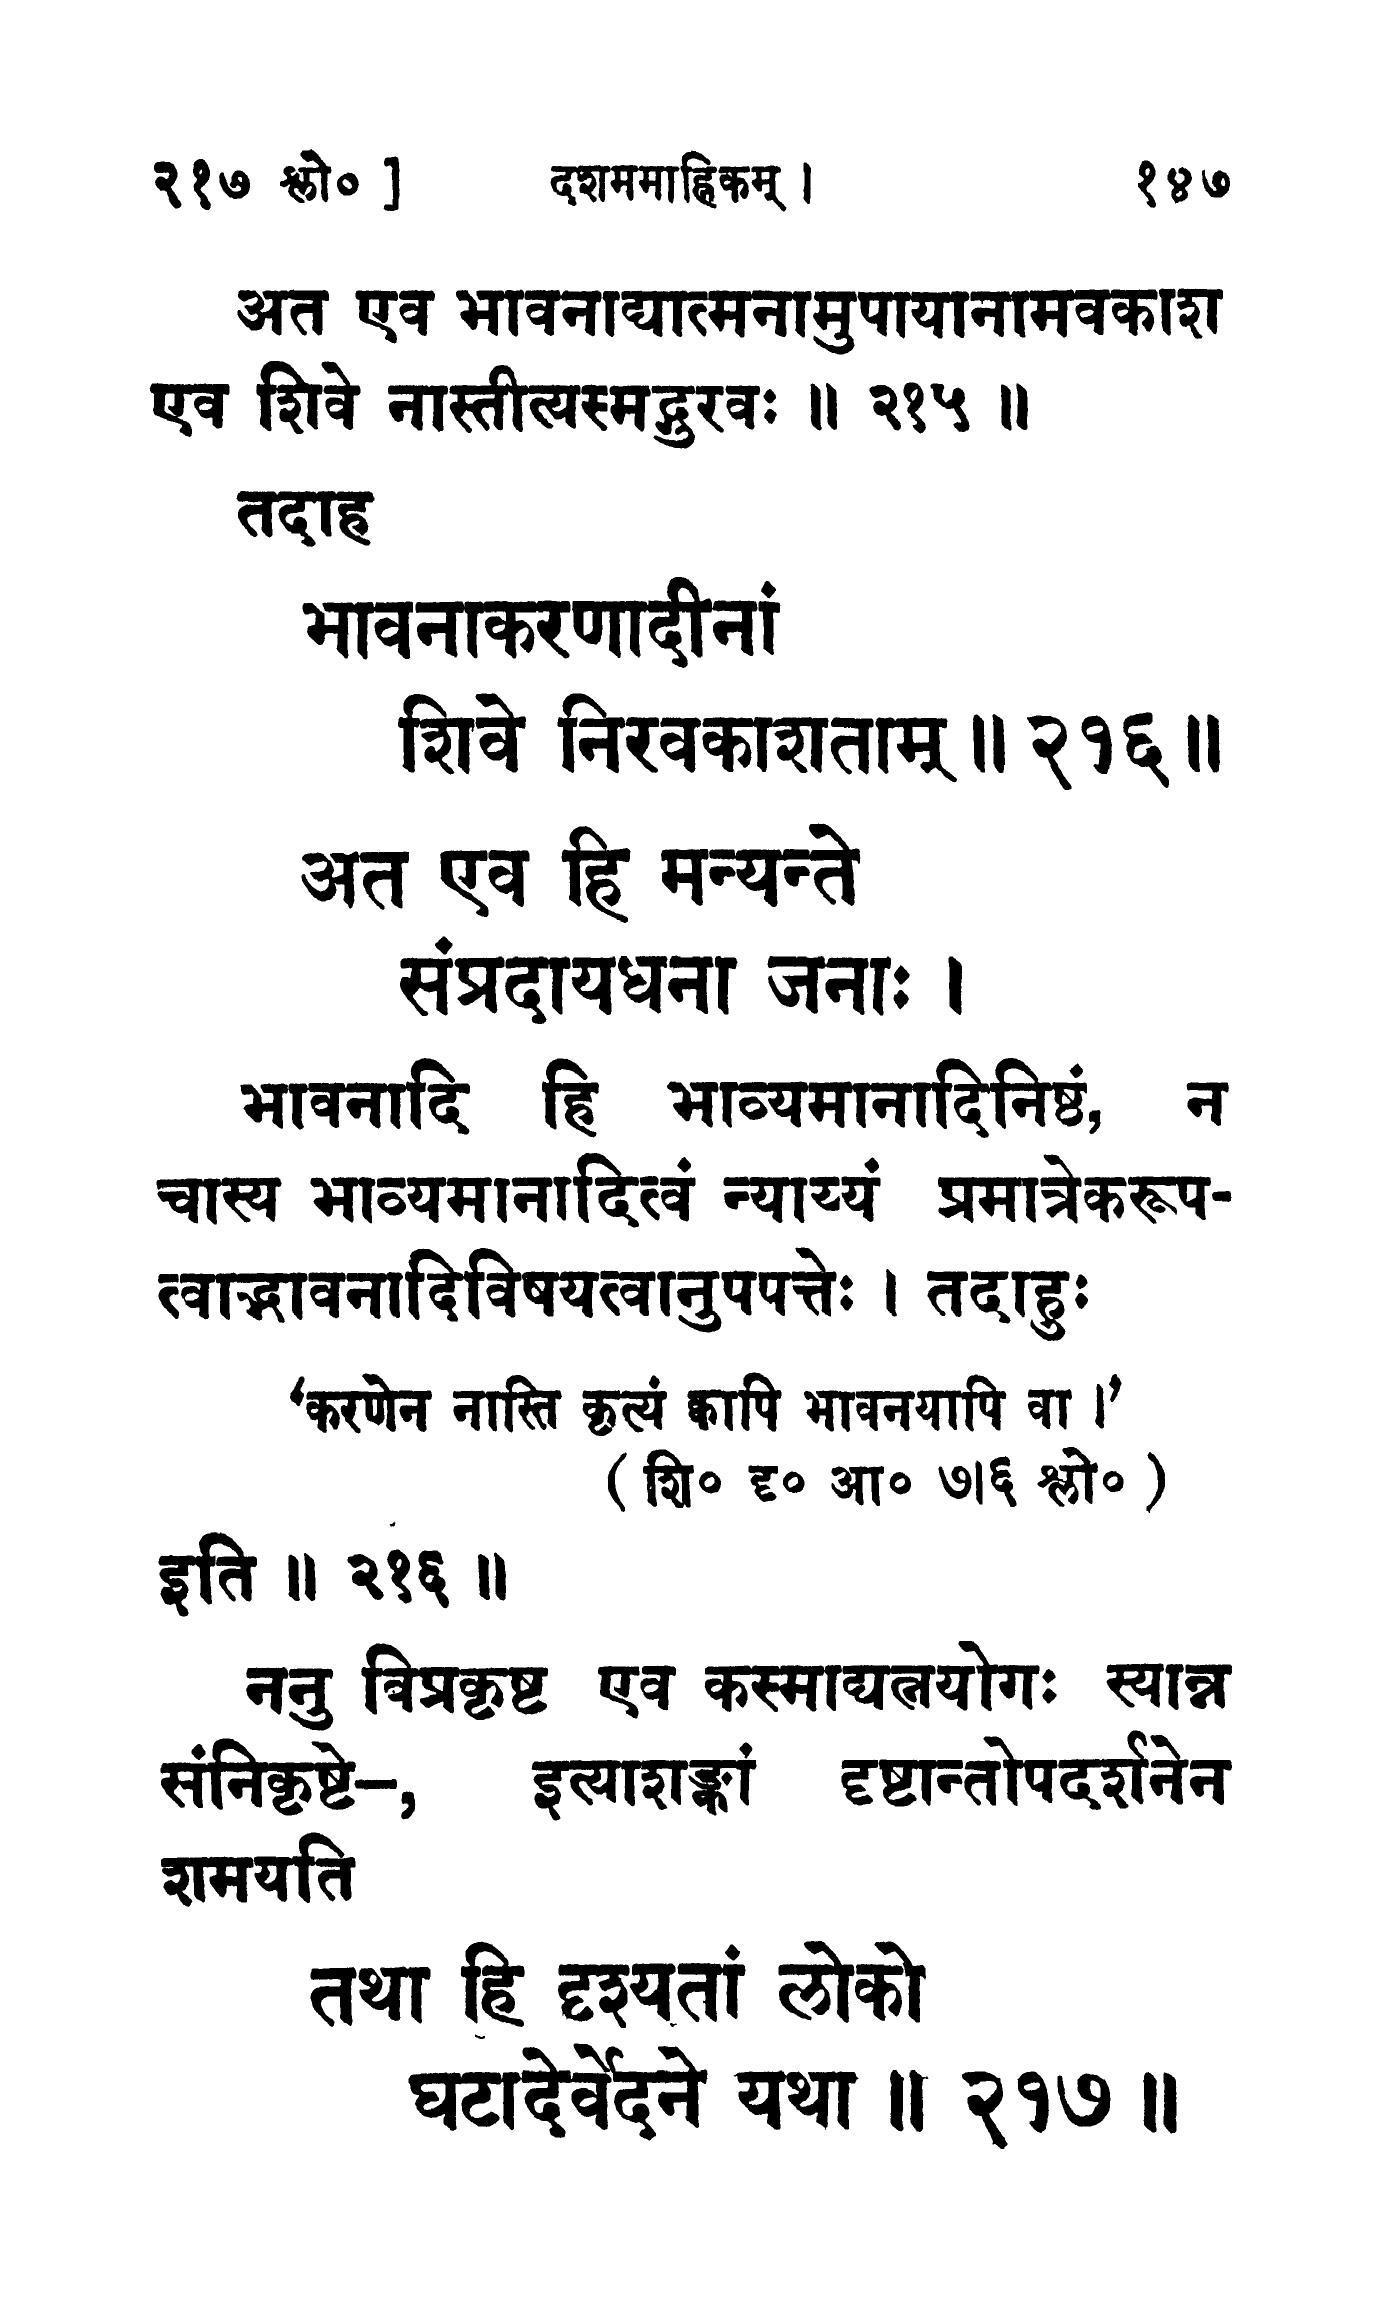 २१७ श्लो० ] दशममाह्निकम् । १४७
अत एव भावनाद्यात्मनामुपायानामवकाश
एव शिवे नास्तीत्यस्मद्गुरवः ॥ २१५ ॥
तदाह
भावनाकरणादीनां
शिवे निरवकाशताम् ॥ २१६ ॥
अत एव हि मन्यन्ते
संप्रदायधना जनाः ।
भावनादि हि भाव्यमानादिनिष्ठं, न
चास्य भाव्यमानादित्वं न्याय्यं प्रमात्रेकरूप-
त्वाद्भावनादिविषयत्वानुपपत्तेः । तदाहुः
‘करणेन नास्ति कृत्यं क्वापि भावनयापि वा ।’
( शि० दृ० आ० ७।६ श्लो० )
इति ॥ २१६ ॥
ननु विप्रकृष्ट एव कस्माद्यत्नयोगः स्यान्न
संनिकृष्टे–, इत्याशङ्कां दृष्टान्तोपदर्शनेन
शमयति
तथा हि दृश्यतां लोको
घटादेर्वेदने यथा ॥ २१७ ॥